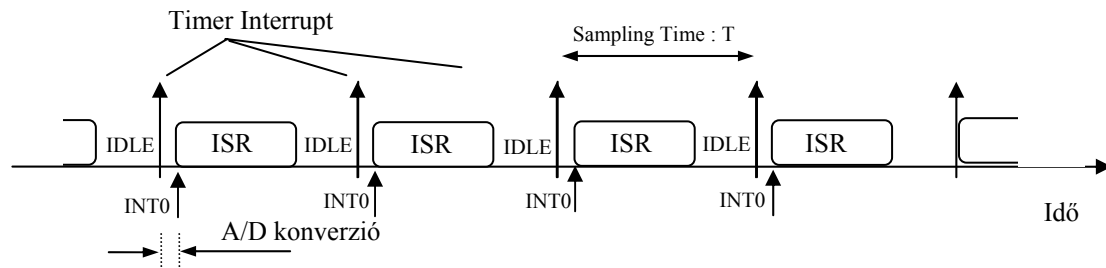 Timer Interrupt
Sampling Time : T
IDLE ISR IDLE ISR IDLE ISR IDLE ISR
INT0 INT0 INT0 INT0
Idő
A/D konverzió